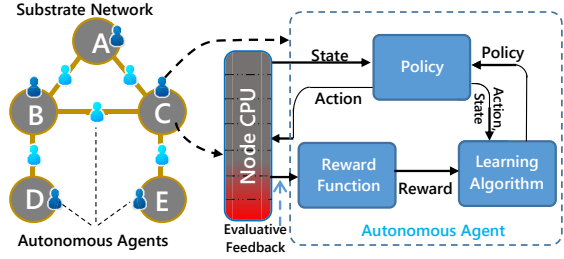 Substrate Network
A
B
C
D
E
Autonomous Agents
Node CPU
Evaluative
Feedback
State
Action
Policy
Policy
Action,
State
Reward
Function
Reward
Learning
Algorithm
Autonomous Agent